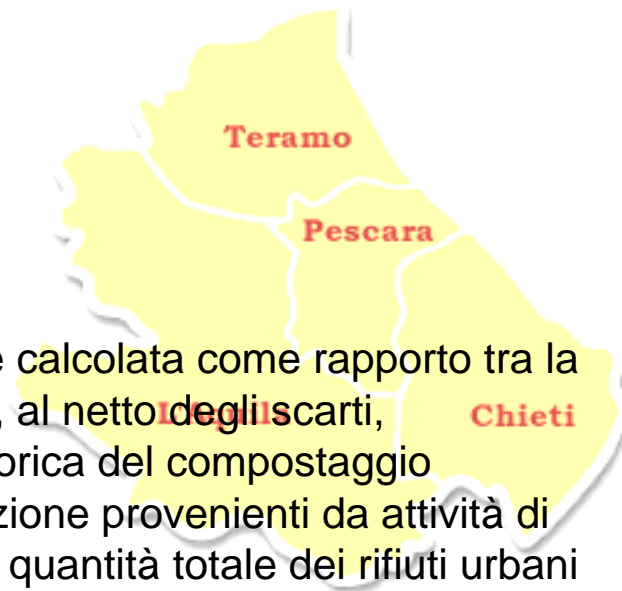 Teramo
Pescara
e calcolata come rapporto tra la
, al netto degli scarti,
L'Aquila
Chieti
orica del compostaggio
zione provenienti da attività di
quantità totale dei rifiuti urbani